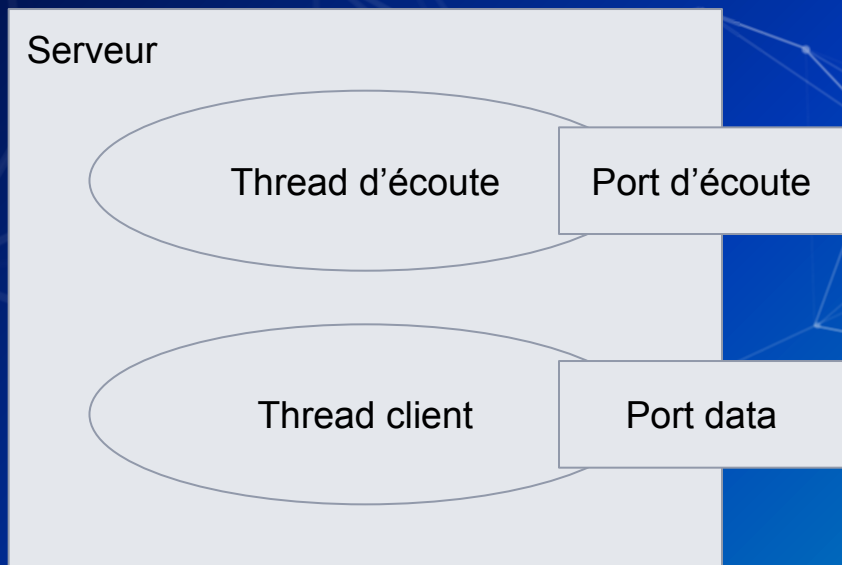 Serveur
Thread d’écoute
Port d’écoute
Thread client
Port data